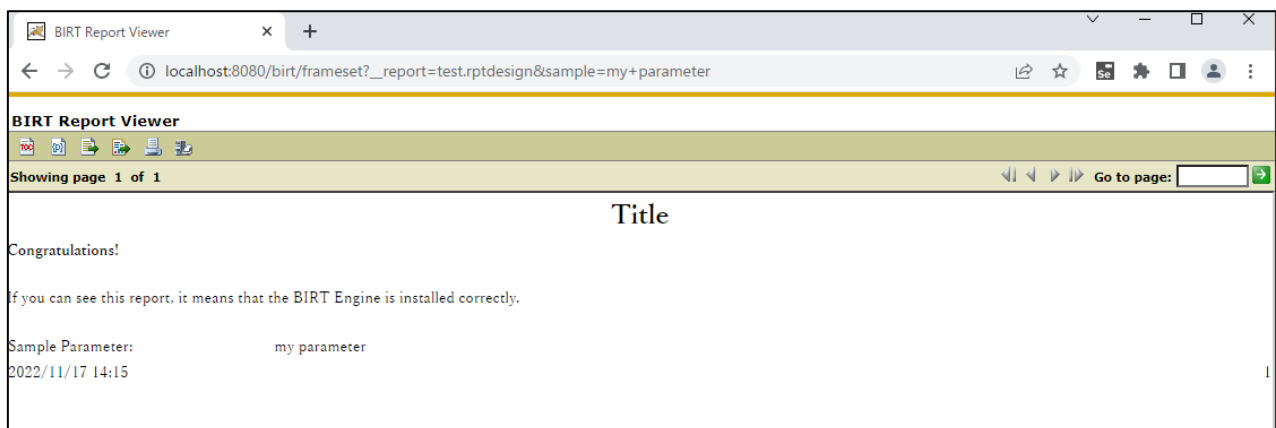 BIRT Report Viewer
localhost:8080/birt/frameset?__report=test.rptdesign&sample=my+parameter
Se
BIRT Report Viewer
TOC
Showing page 1 of 1 Go to page:
Title
Congratulations!
If you can see this report, it means that the BIRT Engine is installed correctly.
Sample Parameter: my parameter
2022/11/17 14:15 1